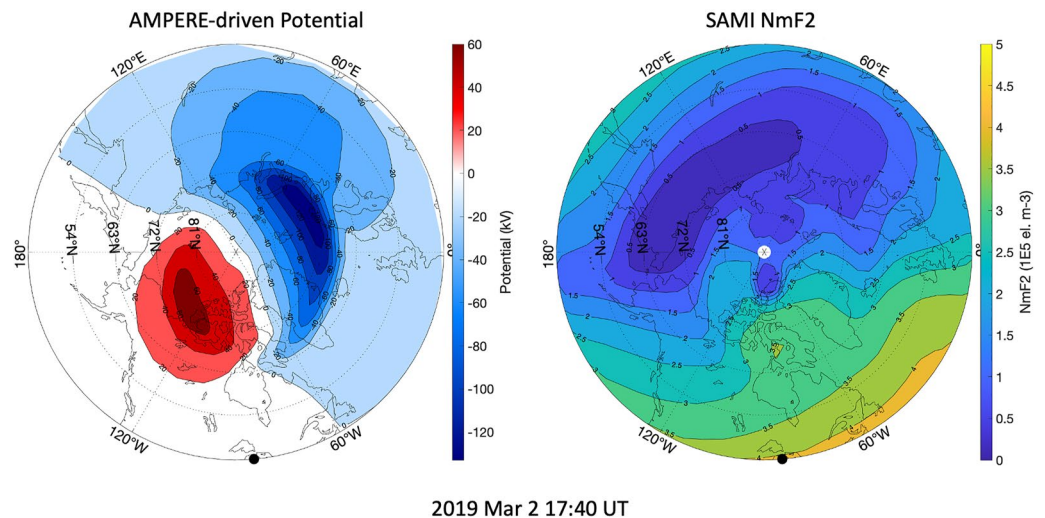 AMPERE-driven Potential
SAMI NmF2
120°E
60°E
180°
54°N
63°N
72°N
81°N
120°W
60°W
60
40
20
0
-20
-40
-60
-80
-100
-120
Potential (kV)
120°E
60°E
180°
54°N
63°N
72°N
81°N
120°W
60°W
5
4.5
4
3.5
3
2.5
2
1.5
1
0.5
0
NmF2 (1E5 el. m-3)
2019 Mar 2 17:40 UT